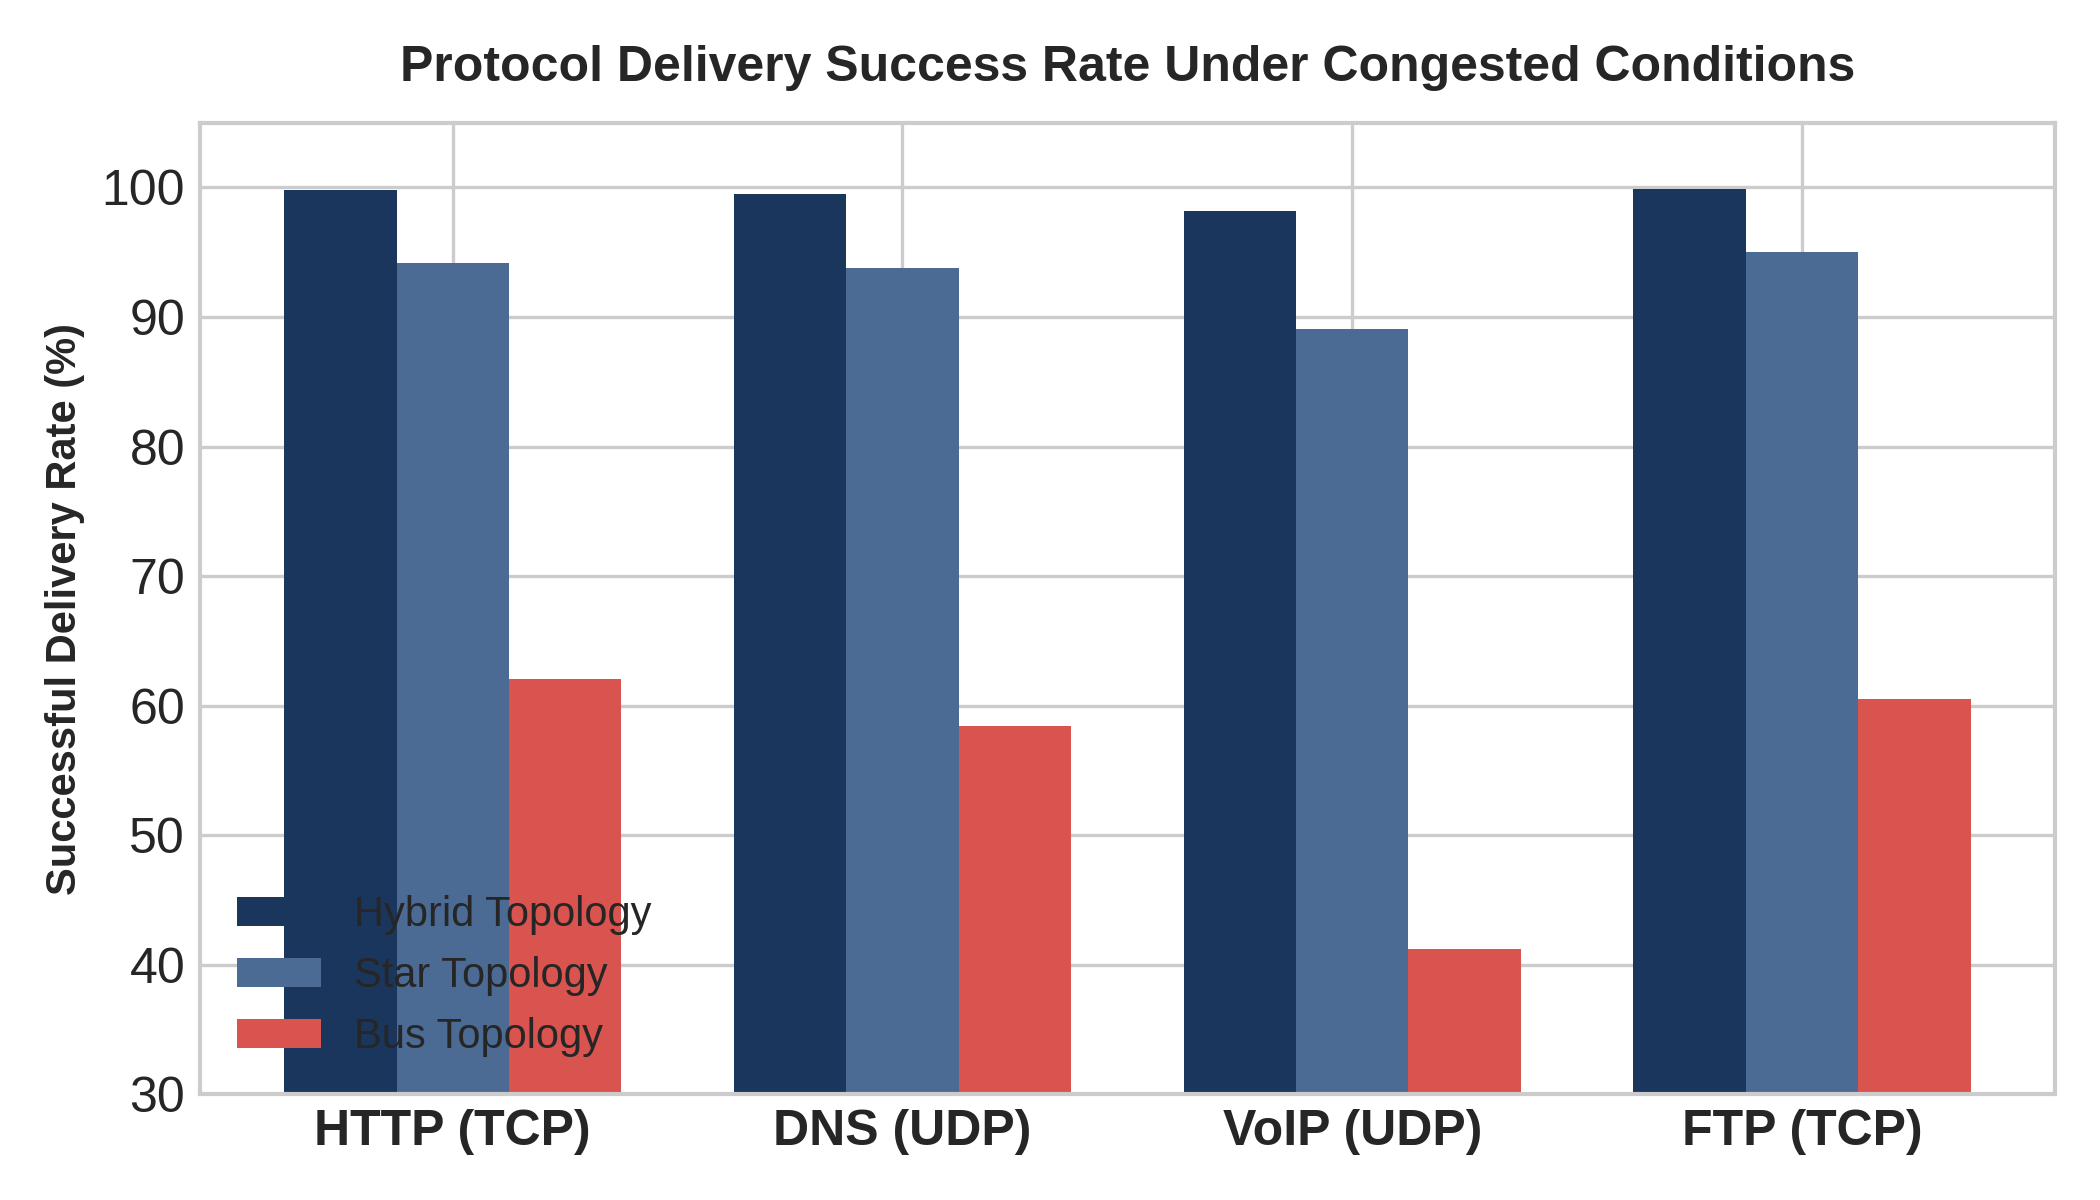 Protocol Delivery Success Rate Under Congested Conditions
Successful Delivery Rate (%)
100
90
80
70
60
50
40
30
Hybrid Topology
Star Topology
Bus Topology
HTTP (TCP)
DNS (UDP)
VoIP (UDP)
FTP (TCP)